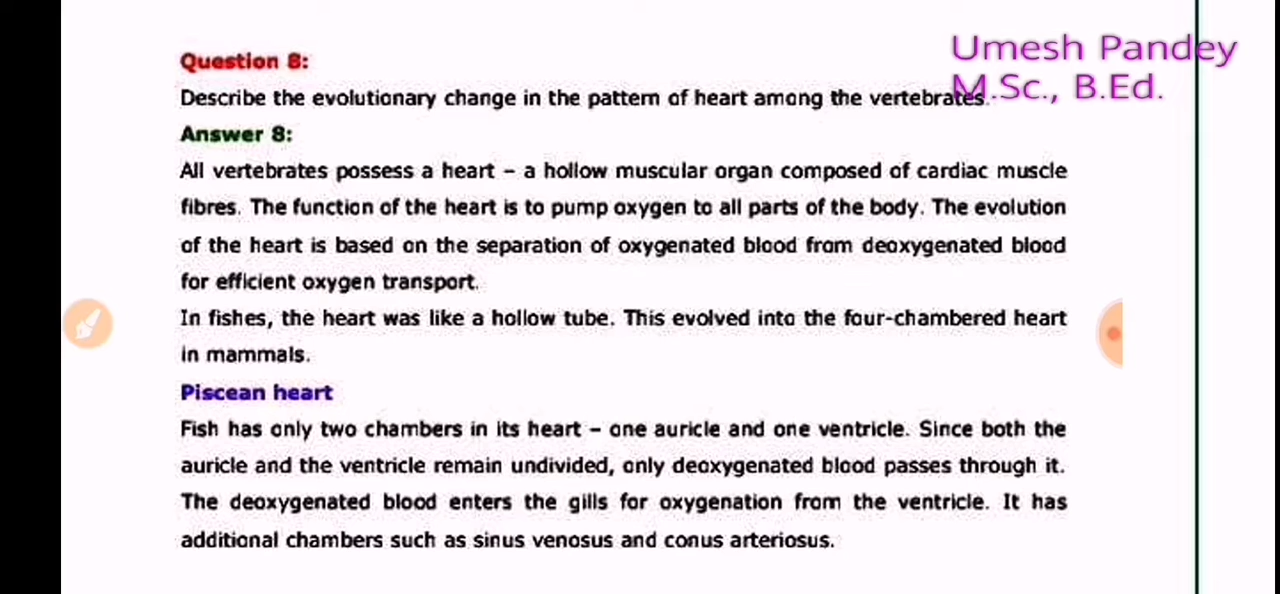 Umesh Pandey
M.Sc., B.Ed.
Question 8:
Describe the evolutionary change in the pattern of heart among the vertebrates.
Answer 8:
All vertebrates possess a heart – a hollow muscular organ composed of cardiac muscle
fibres. The function of the heart is to pump oxygen to all parts of the body. The evolution
of the heart is based on the separation of oxygenated blood from deoxygenated blood
for efficient oxygen transport.
In fishes, the heart was like a hollow tube. This evolved into the four-chambered heart
in mammals.
Piscean heart
Fish has only two chambers in its heart – one auricle and one ventricle. Since both the
auricle and the ventricle remain undivided, only deoxygenated blood passes through it.
The deoxygenated blood enters the gills for oxygenation from the ventricle. It has
additional chambers such as sinus venosus and conus arteriosus.